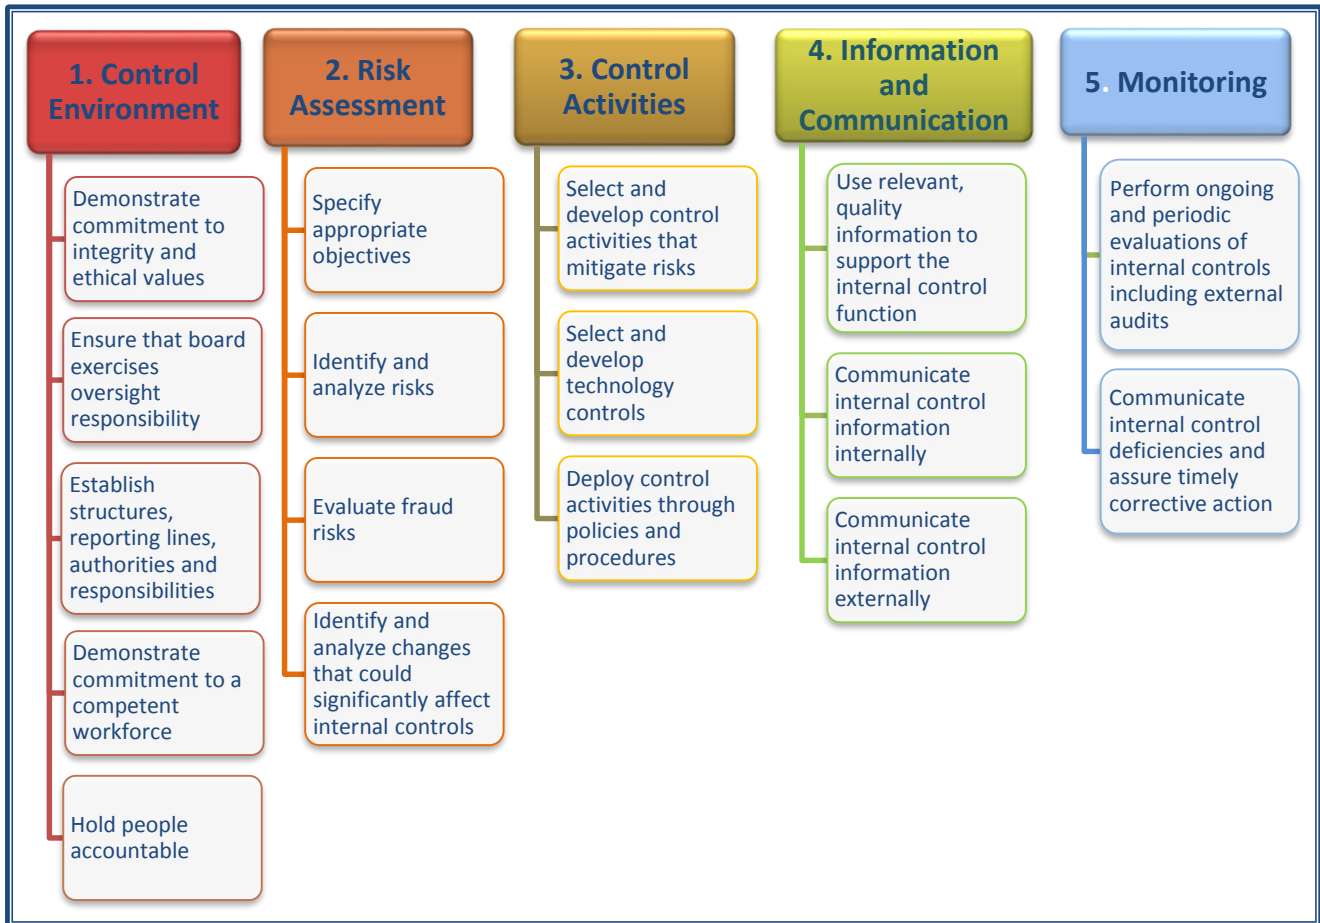 1. Control
Environment
Demonstrate
commitment to
integrity and
ethical values
Ensure that board
exercises
oversight
responsibility
Establish
structures,
reporting lines,
authorities and
responsibilities
Demonstrate
commitment to a
competent
workforce
Hold people
accountable
2. Risk
Assessment
Specify
appropriate
objectives
Identify and
analyze risks
Evaluate fraud
risks
Identify and
analyze changes
that could
significantly affect
internal controls
3. Control
Activities
Select and
develop control
activities that
mitigate risks
Select and
develop
technology
controls
Deploy control
activities through
policies and
procedures
4. Information
and
Communication
Use relevant,
quality
information to
support the
internal control
function
Communicate
internal control
information
internally
Communicate
internal control
information
externally
5. Monitoring
Perform ongoing
and periodic
evaluations of
internal controls
including external
audits
Communicate
internal control
deficiencies and
assure timely
corrective action